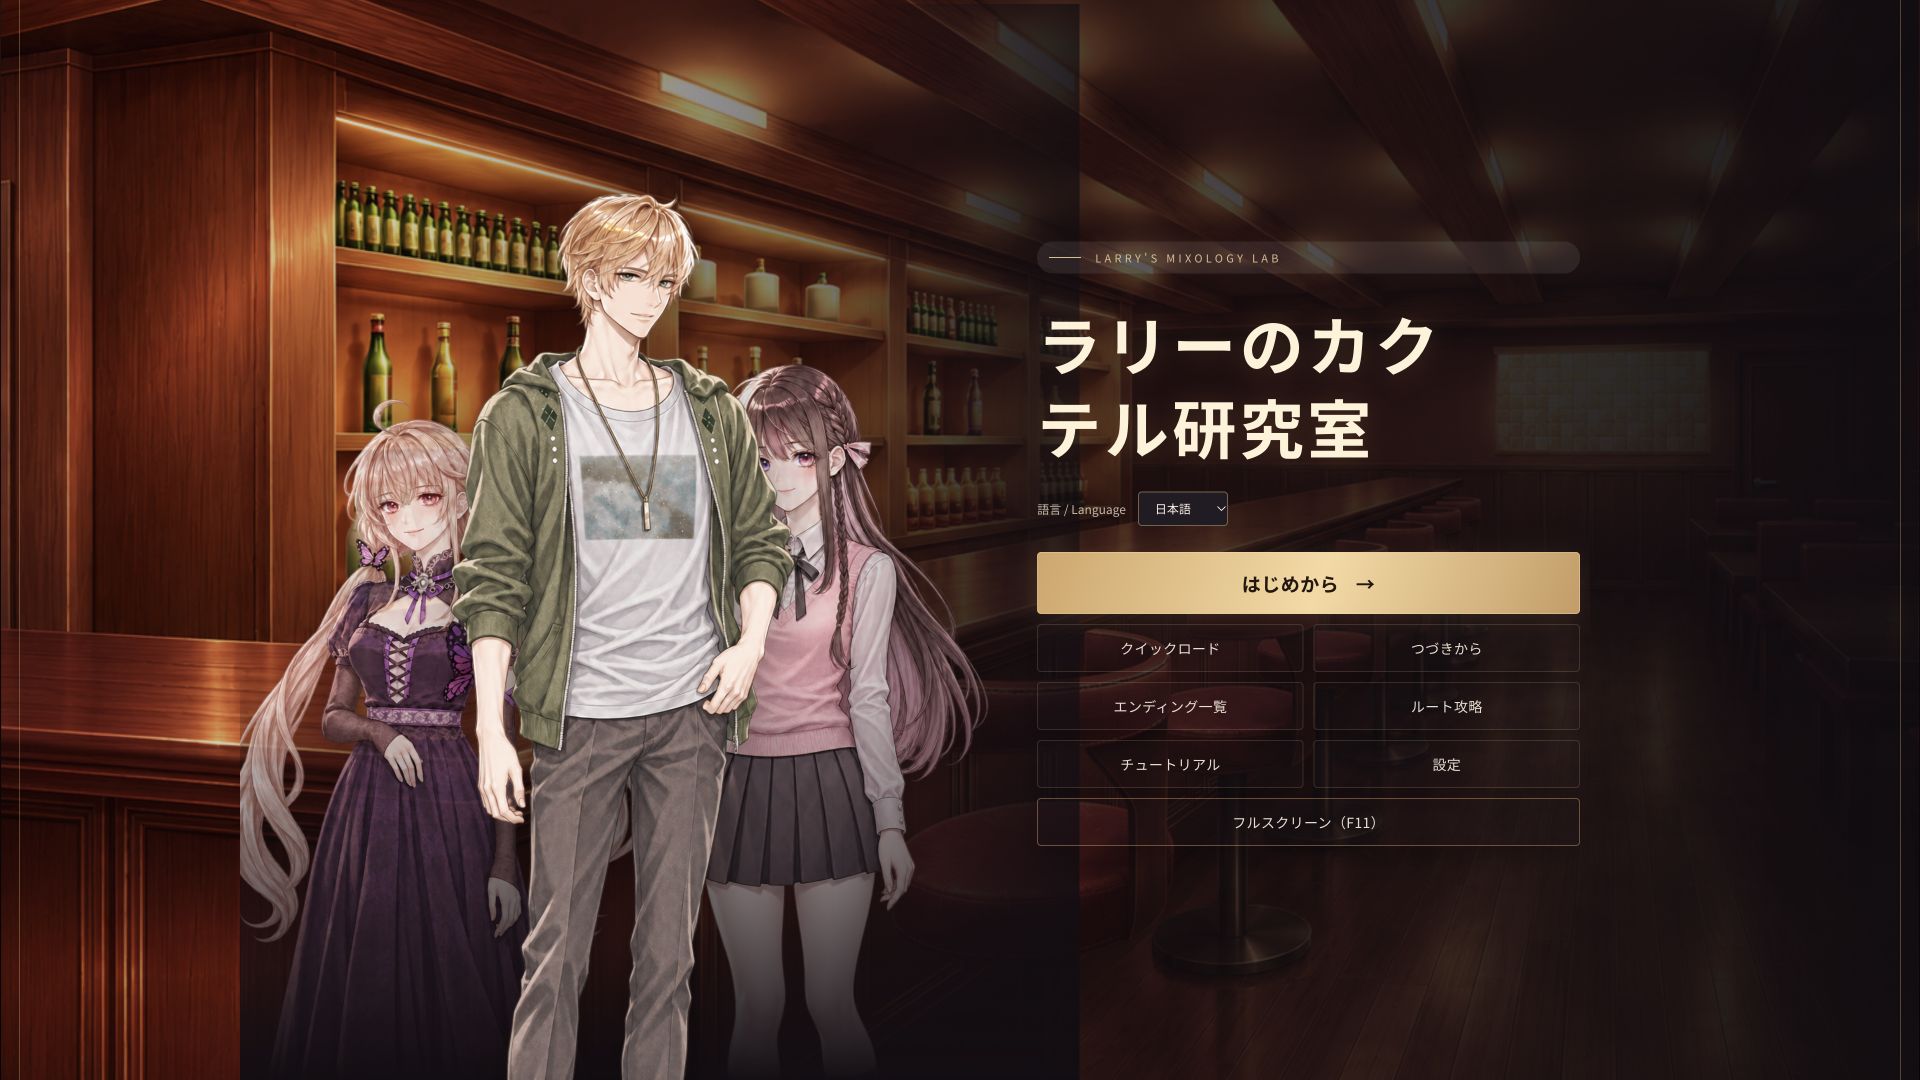 LARRY'S MIXOLOGY LAB
ラリーのカク
テル研究室
語言 / Language 日本語
はじめから →
クイックロード つづきから
エンディング一覧 ルート攻略
チュートリアル 設定
フルスクリーン（F11）